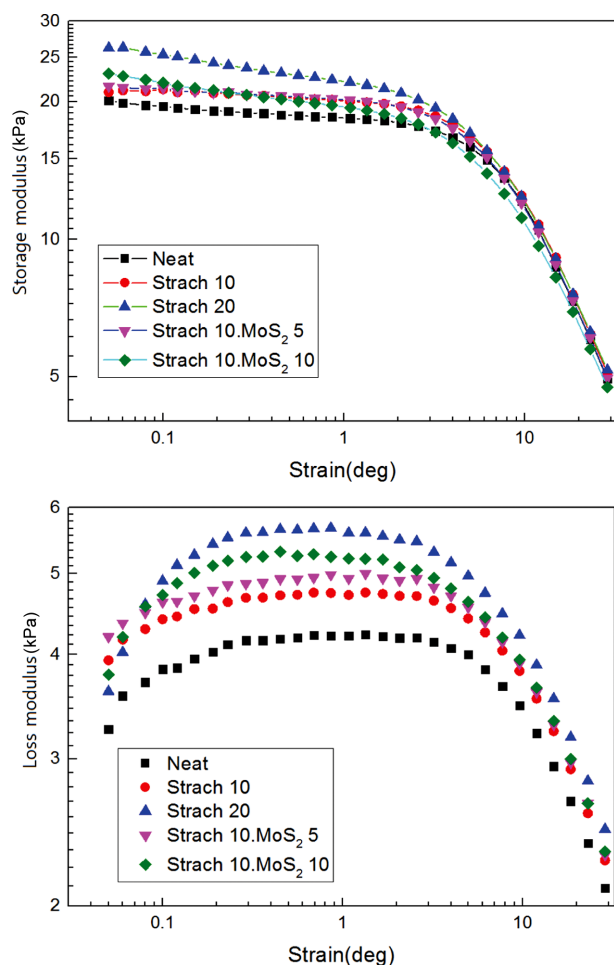 30
25
20
15
10
5
Storage modulus(kPa)
Neat
Strach 10
Strach 20
Strach 10.MoS₂ 5
Strach 10.MoS₂ 10
0.1
1
10
Strain(deg)
6
5
4
3
2
Loss modulus(kPa)
Neat
Strach 10
Strach 20
Strach 10.MoS₂ 5
Strach 10.MoS₂ 10
0.1
1
10
Strain(deg)